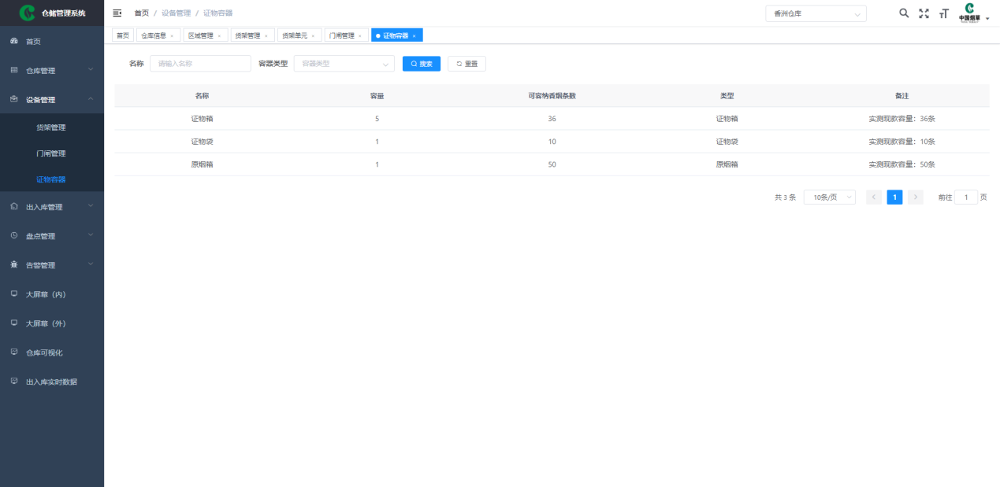 仓储管理系统
首页 / 设备管理 / 证物容器
香洲仓库
中国烟草
首页 仓库信息 × 区域管理 × 货架管理 × 货架单元 × 门闸管理 × 证物容器 ×
首页
仓库管理
设备管理
货架管理
门闸管理
证物容器
出入库管理
盘点管理
告警管理
大屏幕（内）
大屏幕（外）
仓库可视化
出入库实时数据
名称 请输入名称 容器类型 容器类型 搜索 重置
名称 容量 可容纳香烟条数 类型 备注
证物箱 5 36 证物箱 实测现款容量：36条
证物袋 1 10 证物袋 实测现款容量：10条
原烟箱 1 50 原烟箱 实测现款容量：50条
共 3 条 10条/页 < 1 > 前往 1 页